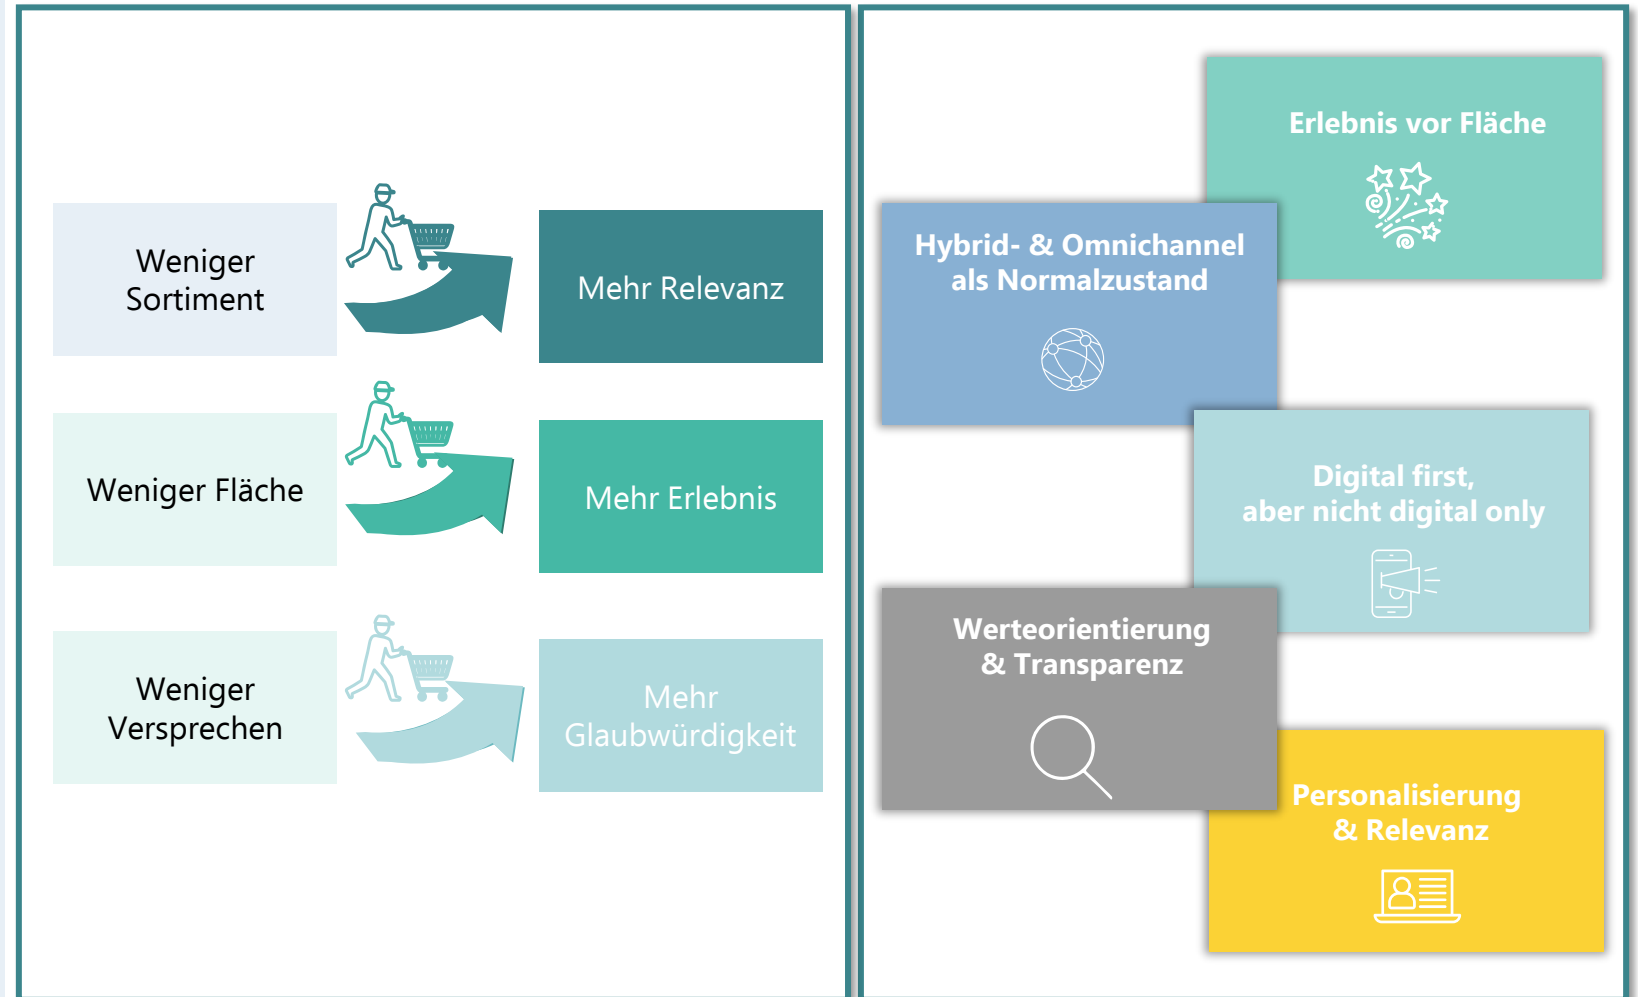 Weniger
Sortiment
Mehr Relevanz
Weniger Fläche
Mehr Erlebnis
Weniger
Versprechen
Mehr
Glaubwürdigkeit
Erlebnis vor Fläche
Hybrid- & Omnichannel
als Normalzustand
Digital first,
aber nicht digital only
Werteorientierung
& Transparenz
Personalisierung
& Relevanz